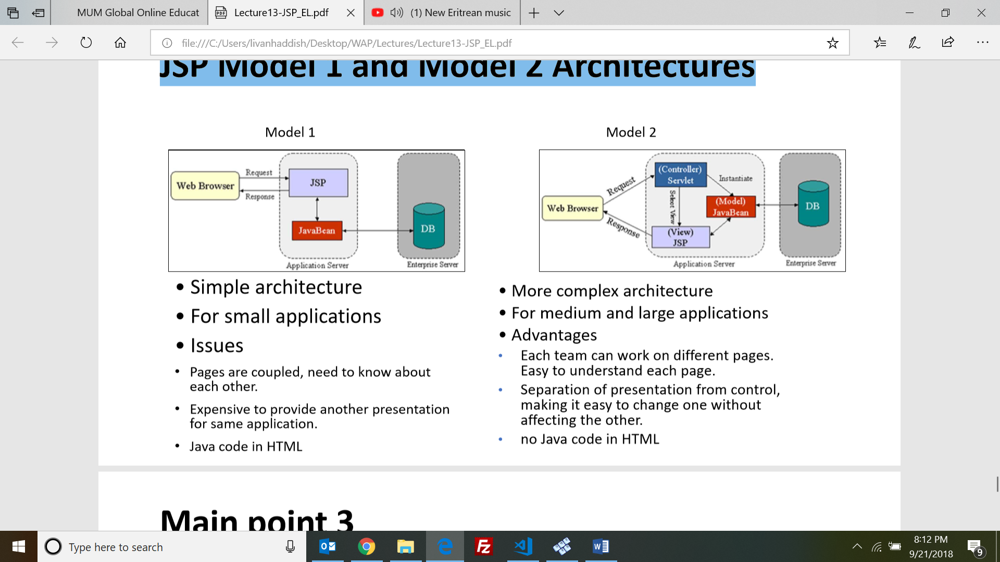 MUM Global Online Educat
Lecture13-JSP_EL.pdf
(1) New Eritrean music
file:///C:/Users/livanhaddish/Desktop/WAP/Lectures/Lecture13-JSP_EL.pdf
JSP Model 1 and Model 2 Architectures
Model 1
Web Browser
Request
Response
JSP
JavaBean
DB
Application Server
Enterprise Server
• Simple architecture
• For small applications
• Issues
• Pages are coupled, need to know about
each other.
• Expensive to provide another presentation
for same application.
• Java code in HTML
Model 2
Web Browser
Request
Response
(Controller)
Servlet
Instantiate
Select View
(Model)
JavaBean
(View)
JSP
DB
Application Server
Enterprise Server
• More complex architecture
• For medium and large applications
• Advantages
• Each team can work on different pages.
Easy to understand each page.
• Separation of presentation from control,
making it easy to change one without
affecting the other.
• no Java code in HTML
Main point 3
Type here to search
8:12 PM
9/21/2018
9